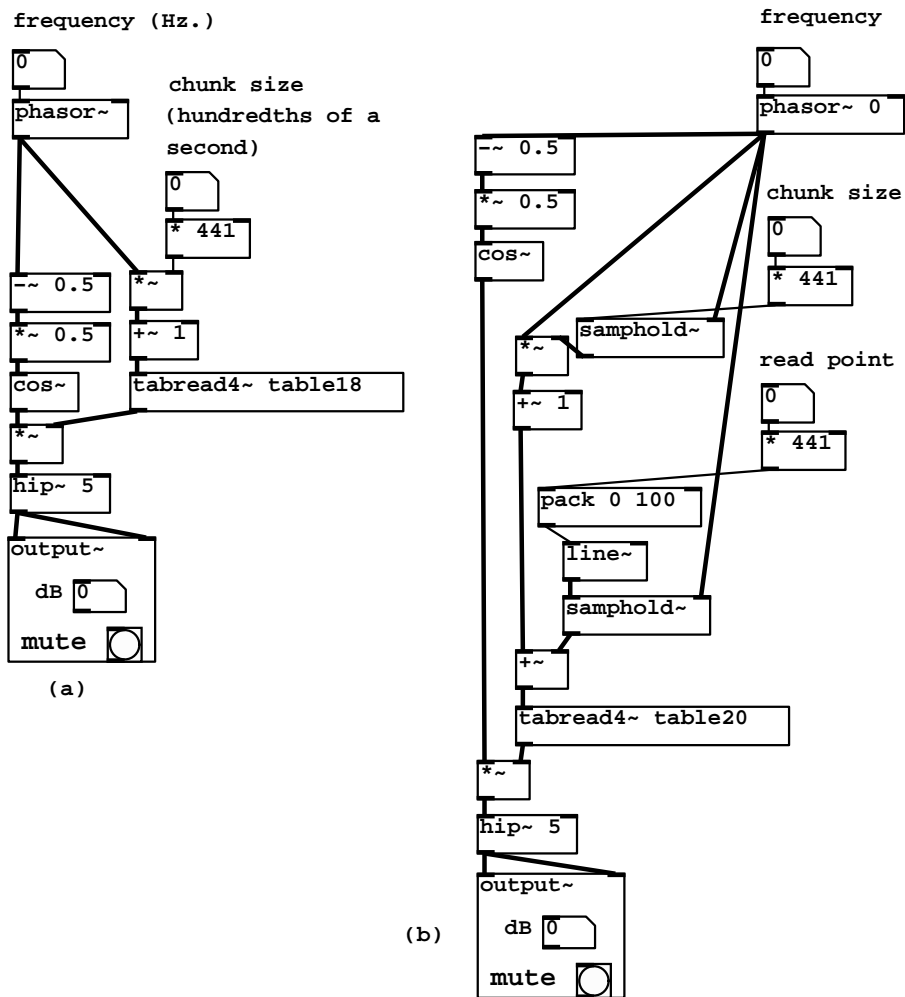 frequency (Hz.)
0
phasor~
chunk size
(hundredths of a
second)
0
* 441
-~ 0.5
*~
*~ 0.5
+~ 1
cos~
tabread4~ table18
*~
hip~ 5
output~
dB 0
mute
(a)
frequency
0
phasor~ 0
-~ 0.5
*~ 0.5
cos~
chunk size
0
* 441
samphold~
*~
+~ 1
read point
0
* 441
pack 0 100
line~
samphold~
+~
tabread4~ table20
*~
hip~ 5
output~
dB 0
mute
(b)